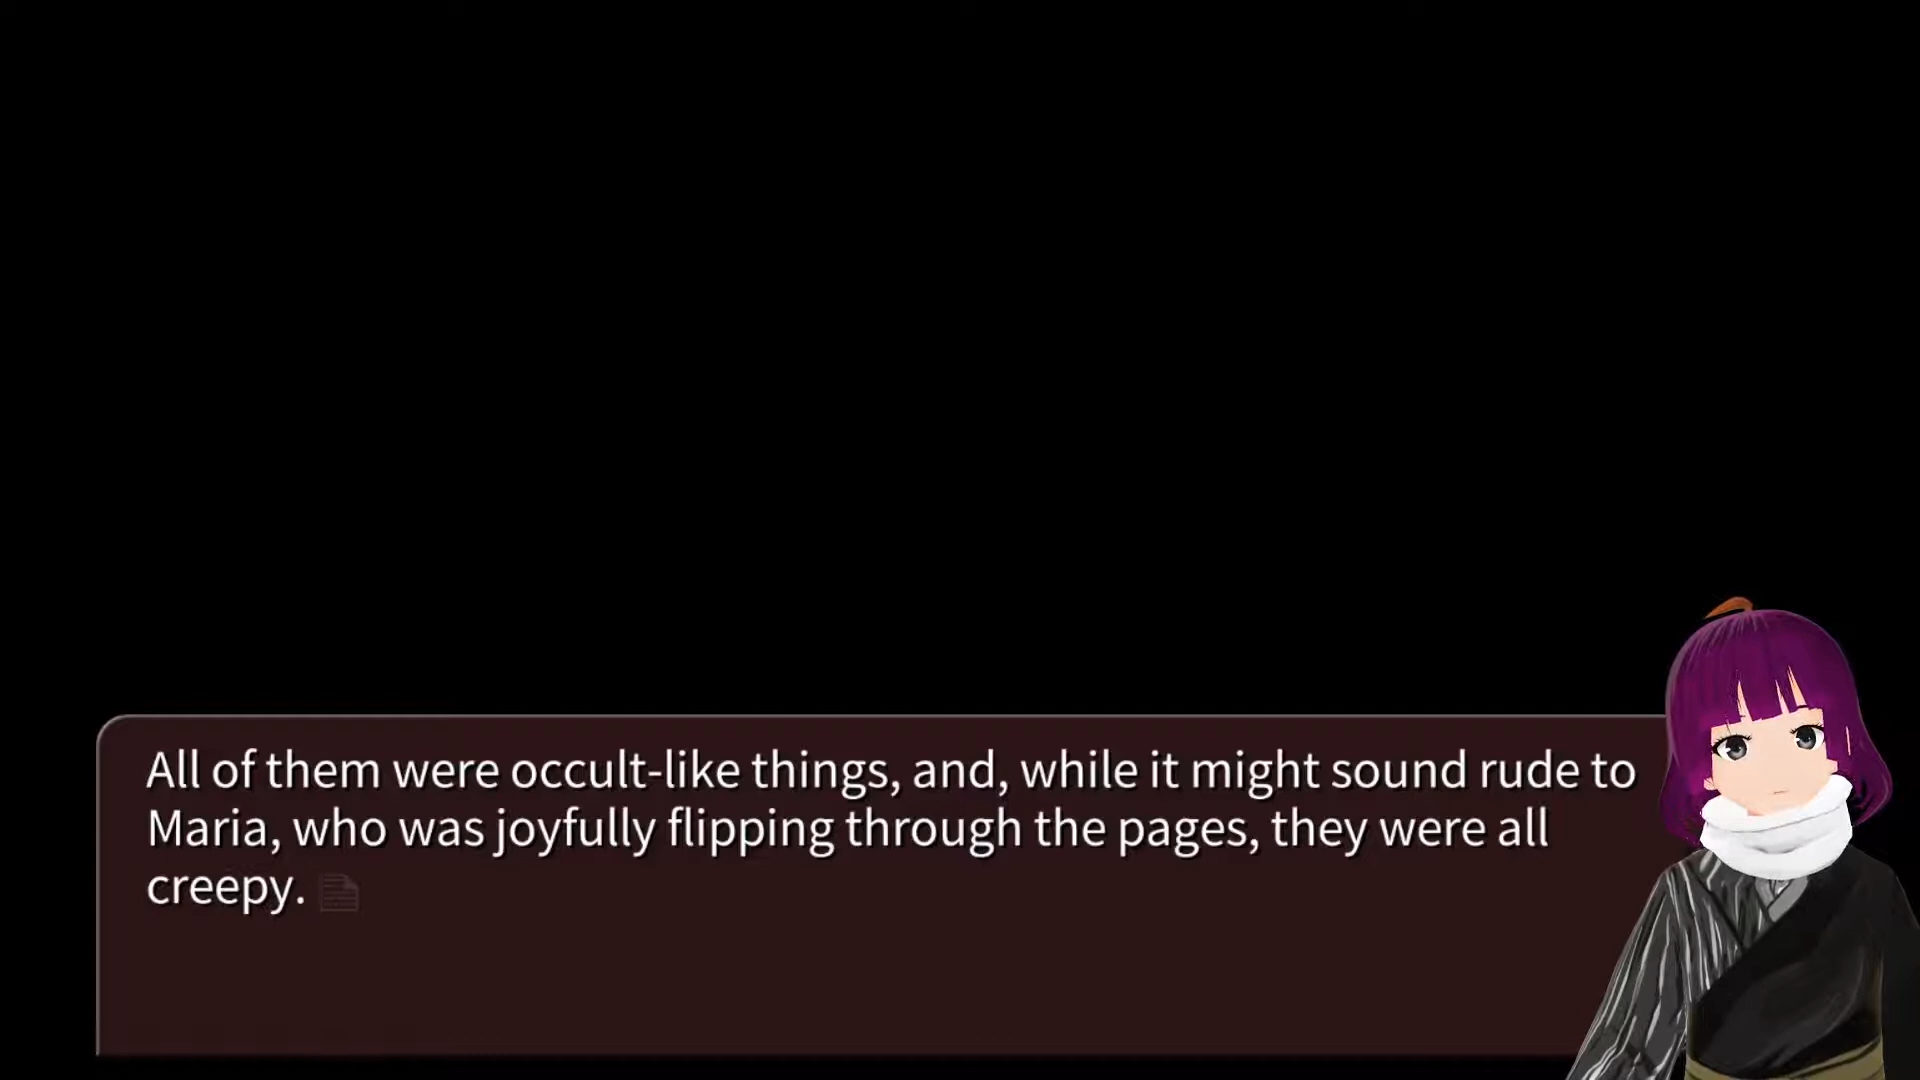 All of them were occult-like things, and, while it might sound rude to
Maria, who was joyfully flipping through the pages, they were all
creepy.